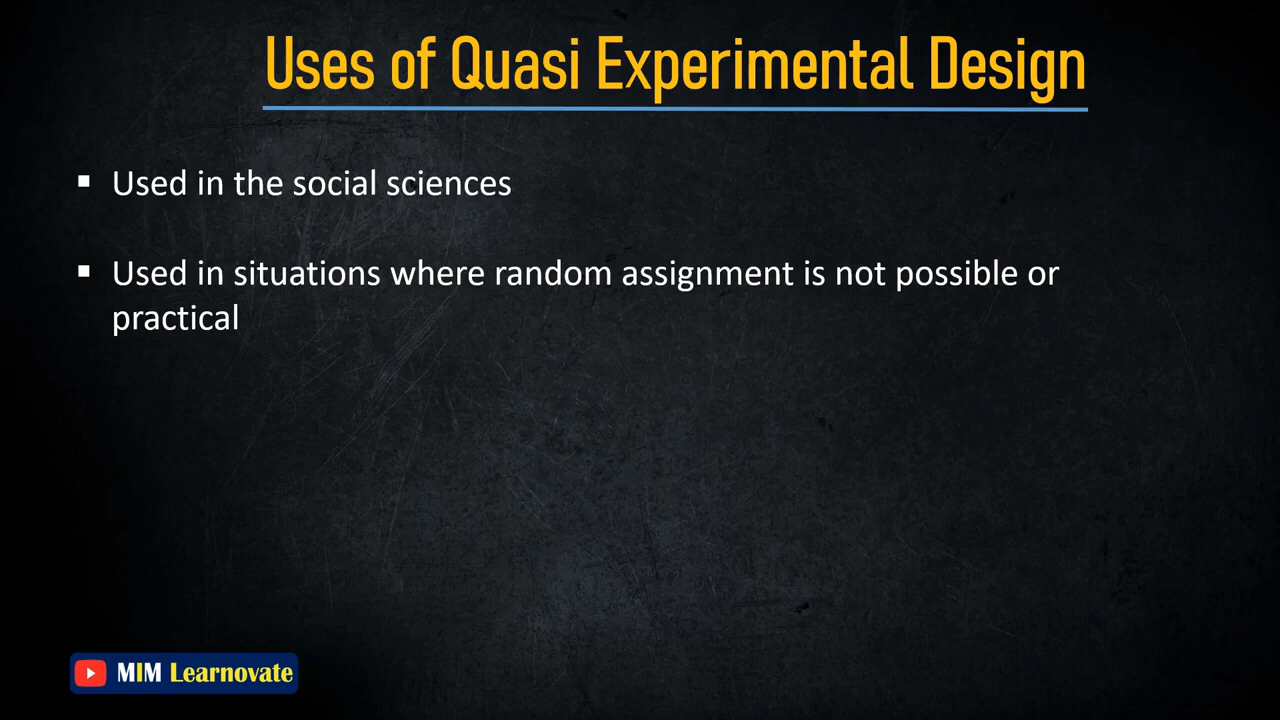 Uses of Quasi Experimental Design
▪ Used in the social sciences
▪ Used in situations where random assignment is not possible or
practical
MIM Learnovate